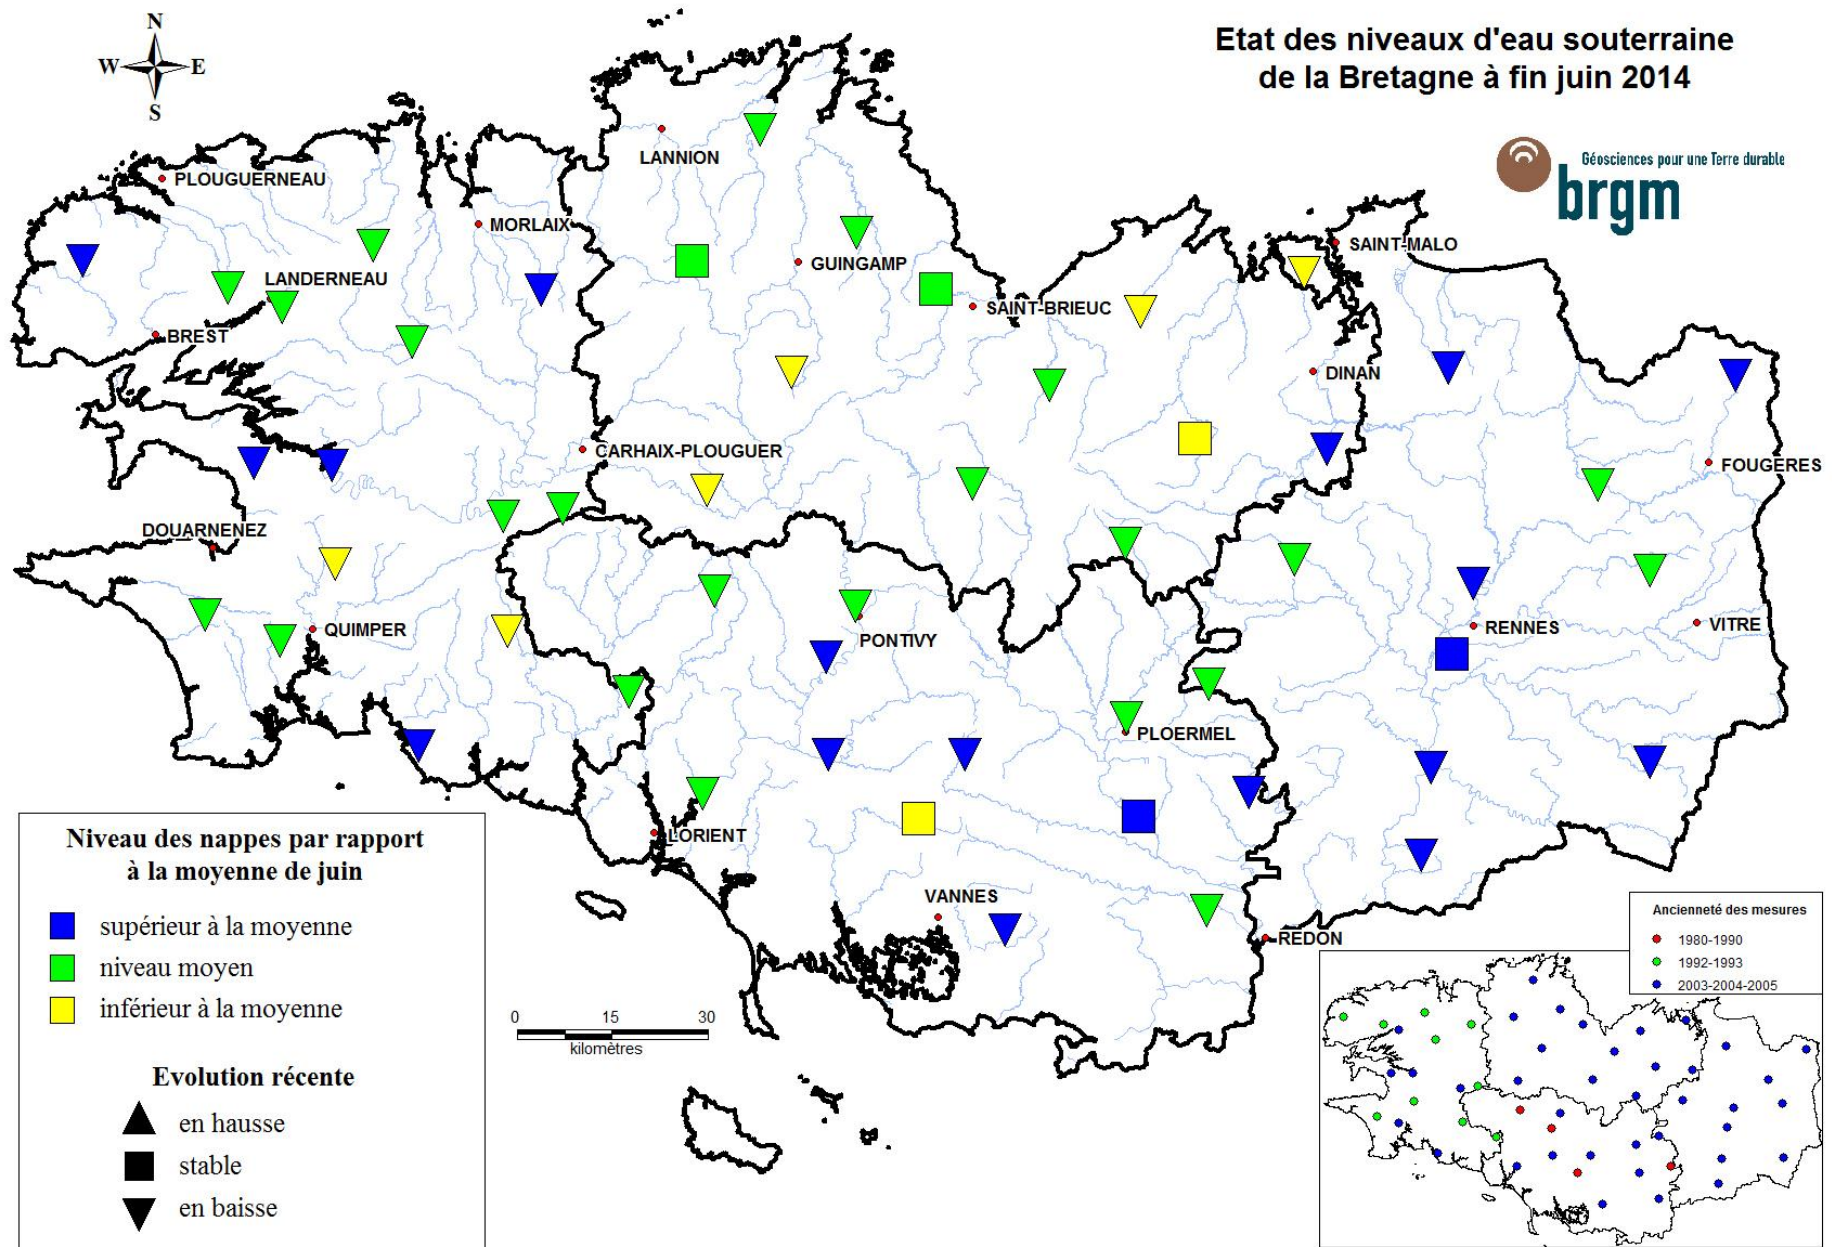 Etat des niveaux d'eau souterraine
de la Bretagne à fin juin 2014
N
W E
S
Géosciences pour une Terre durable
brgm
LANNION
PLOUGUERNEAU
MORLAIX
SAINT-MALO
GUINGAMP
LANDERNEAU
SAINT-BRIEUC
BREST
DINAN
CARHAIX-PLOUGUER
FOUGERES
DOUARNENEZ
QUIMPER
RENNES
VITRE
PONTIVY
PLOERMEL
LORIENT
VANNES
REDON
Niveau des nappes par rapport
à la moyenne de juin
supérieur à la moyenne
niveau moyen
inférieur à la moyenne
Evolution récente
en hausse
stable
en baisse
0 15 30
kilomètres
Ancienneté des mesures
1980-1990
1992-1993
2003-2004-2005